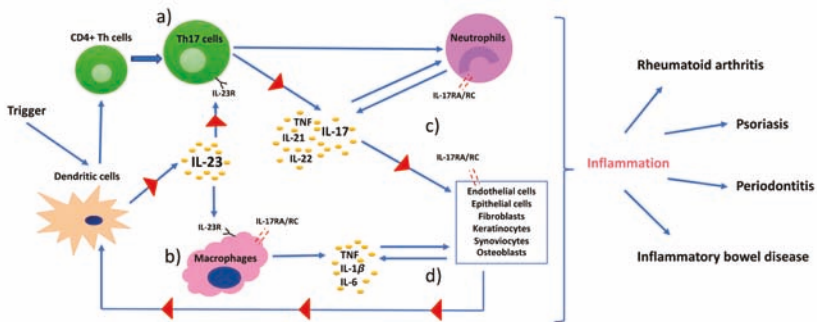 a)
CD4+ Th cells
Th17 cells
Neutrophils
IL-23R
IL-17RA/RC
Trigger
TNF
IL-17
IL-21
IL-22
c)
Dendritic cells
IL-23
IL-17RA/RC
Endothelial cells
Epithelial cells
Fibroblasts
Keratinocytes
Synoviocytes
Osteoblasts
IL-23R
IL-17RA/RC
b)
Macrophages
TNF
IL-1β
IL-6
d)
Inflammation
Rheumatoid arthritis
Psoriasis
Periodontitis
Inflammatory bowel disease